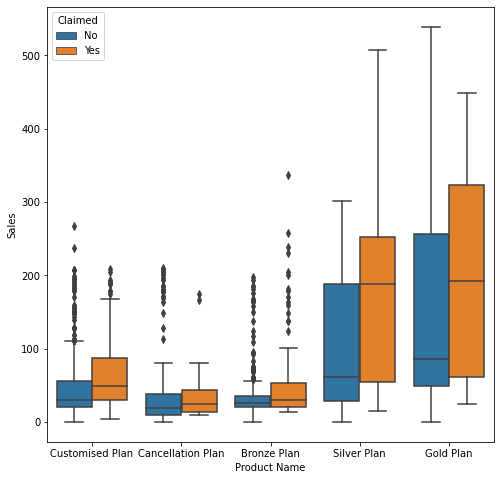 Claimed
No
Yes
500
400
300
200
100
0
Sales
Customised Plan Cancellation Plan Bronze Plan Silver Plan Gold Plan
Product Name